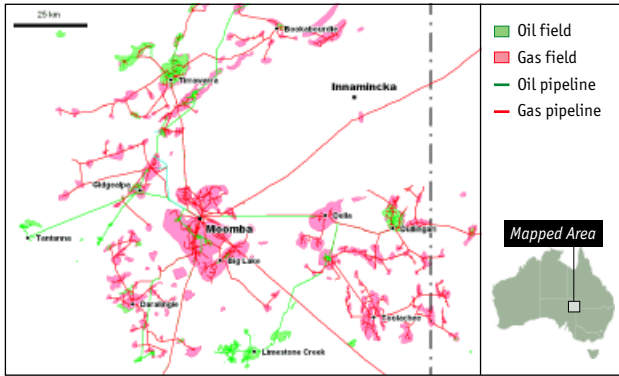 25 km
Bookabourdie
Tirrawarra
Innamincka
Gidgealpa
Tantanna
Moomba
Della
Dullingari
Big Lake
Daralingie
Toolachee
Limestone Creek
Oil field
Gas field
Oil pipeline
Gas pipeline
Mapped Area